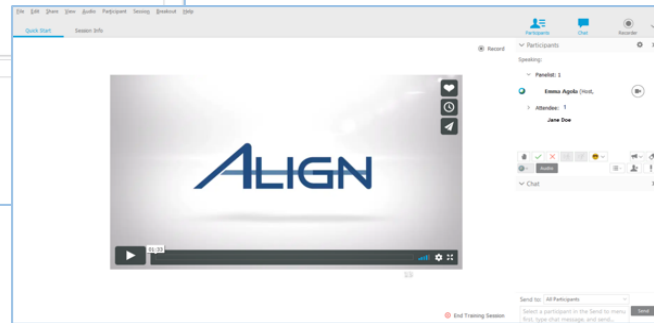 File Edit Share View Audio Participant Session Breakout Help
Quick Start Session Info
Participants Chat Recorder
Record
Participants
Speaking:
Panelist: 1
Emma Agola (Host,
Attendee: 1
Jane Doe
ALIGN
01:33
Audio
Chat
End Training Session
Send to: All Participants
Select a participant in the Send to menu
first, type chat message, and send...
Send